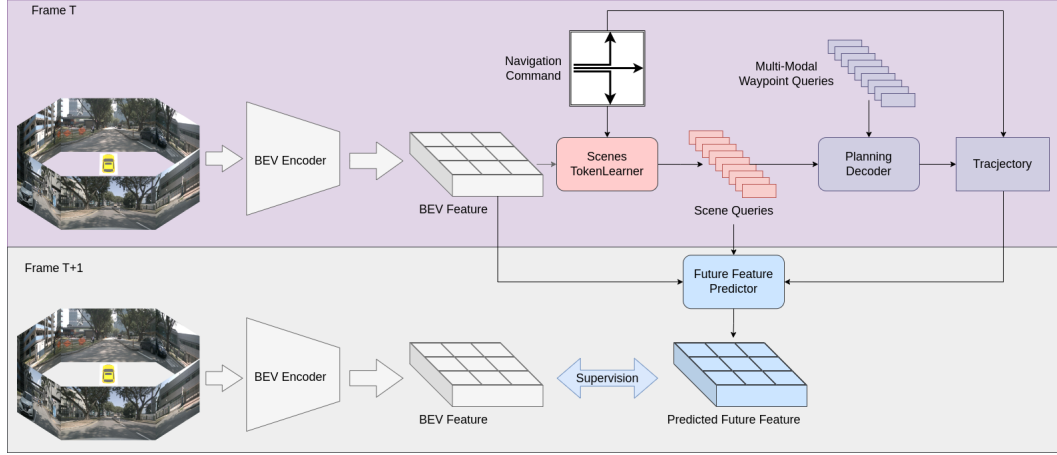 Frame T
Navigation
Command
Multi-Modal
Waypoint Queries
BEV Encoder
Scenes
TokenLearner
Planning
Decoder
Tracjectory
BEV Feature
Scene Queries
Frame T+1
Future Feature
Predictor
BEV Encoder
Supervision
BEV Feature
Predicted Future Feature